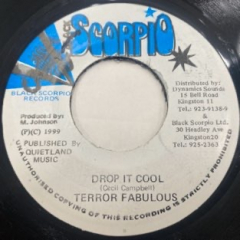 BLACK
SCORPIO
BLACK SCORPIO
RECORDS
Produced By:
M. Johnson
(P)(C) 1999
PUBLISHED BY
QUIETLAND
MUSIC
Distributed by:
Dynamics Sounds
15 Bell Road
Kingston 11
Tel: 923-9138-9
&
Black Scorpio Ltd.
30 Headley Ave
Kingston20
Tel: 925-2363
DROP IT COOL
(Cecil Campbell)
TERROR FABULOUS
UNAUTHORISED COPYING OF THIS RECORDING IS STRICTLY PROHIBITED